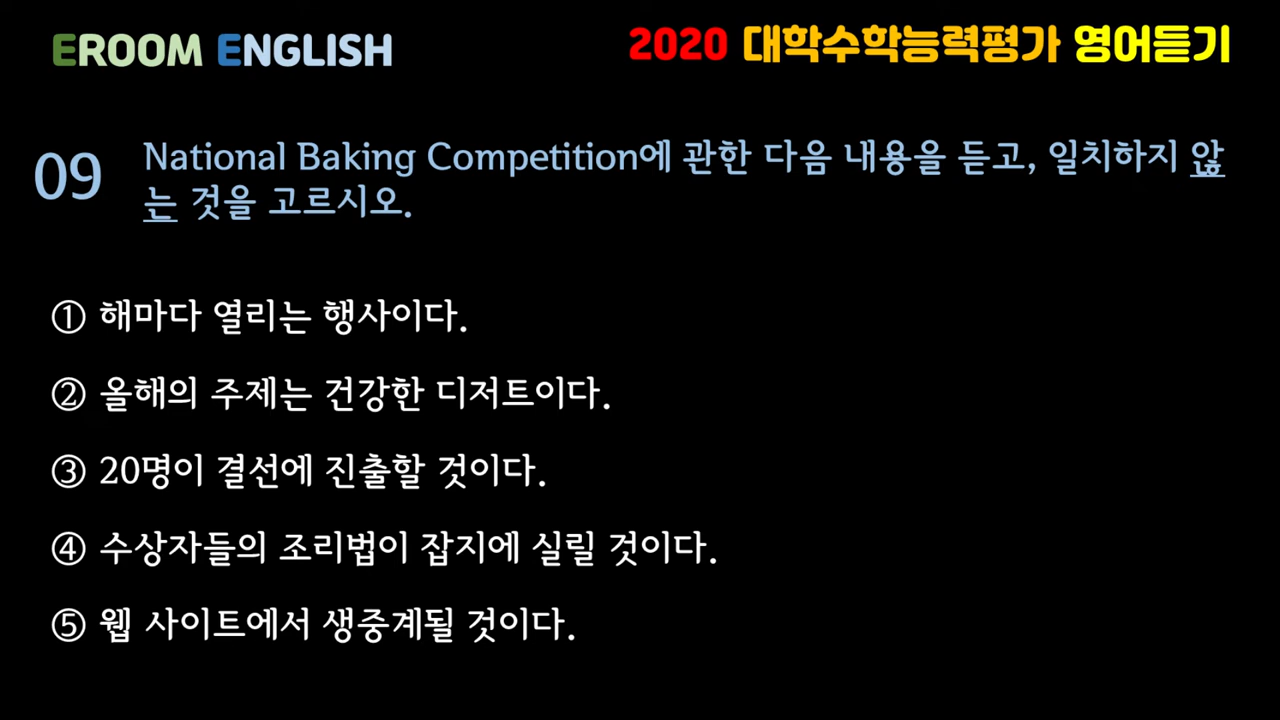 EROOM ENGLISH
2020 대학수학능력평가 영어듣기
09
National Baking Competition에 관한 다음 내용을 듣고, 일치하지 않
는 것을 고르시오.
① 해마다 열리는 행사이다.
② 올해의 주제는 건강한 디저트이다.
③ 20명이 결선에 진출할 것이다.
④ 수상자들의 조리법이 잡지에 실릴 것이다.
⑤ 웹 사이트에서 생중계될 것이다.